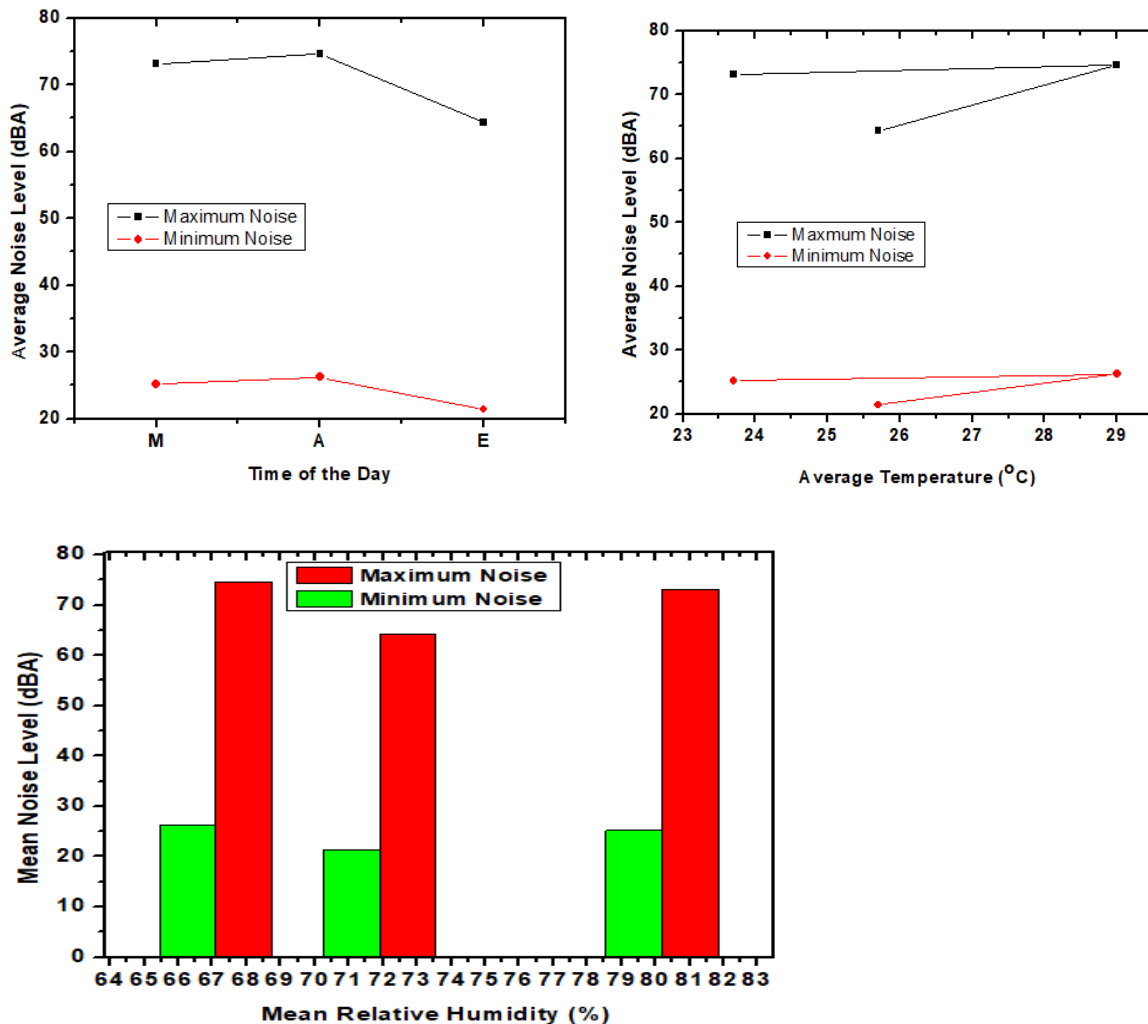 80
70
60
50
40
30
20
Average Noise Level (dBA)
Maximum Noise
Minimum Noise
M A E
Time of the Day
80
70
60
50
40
30
20
Average Noise Level (dBA)
Maxmum Noise
Minimum Noise
23 24 25 26 27 28 29
Average Temperature (°C)
80
70
60
50
40
30
20
10
0
Mean Noise Level (dBA)
Maximum Noise
Minimum Noise
64 65 66 67 68 69 70 71 72 73 74 75 76 77 78 79 80 81 82 83
Mean Relative Humidity (%)